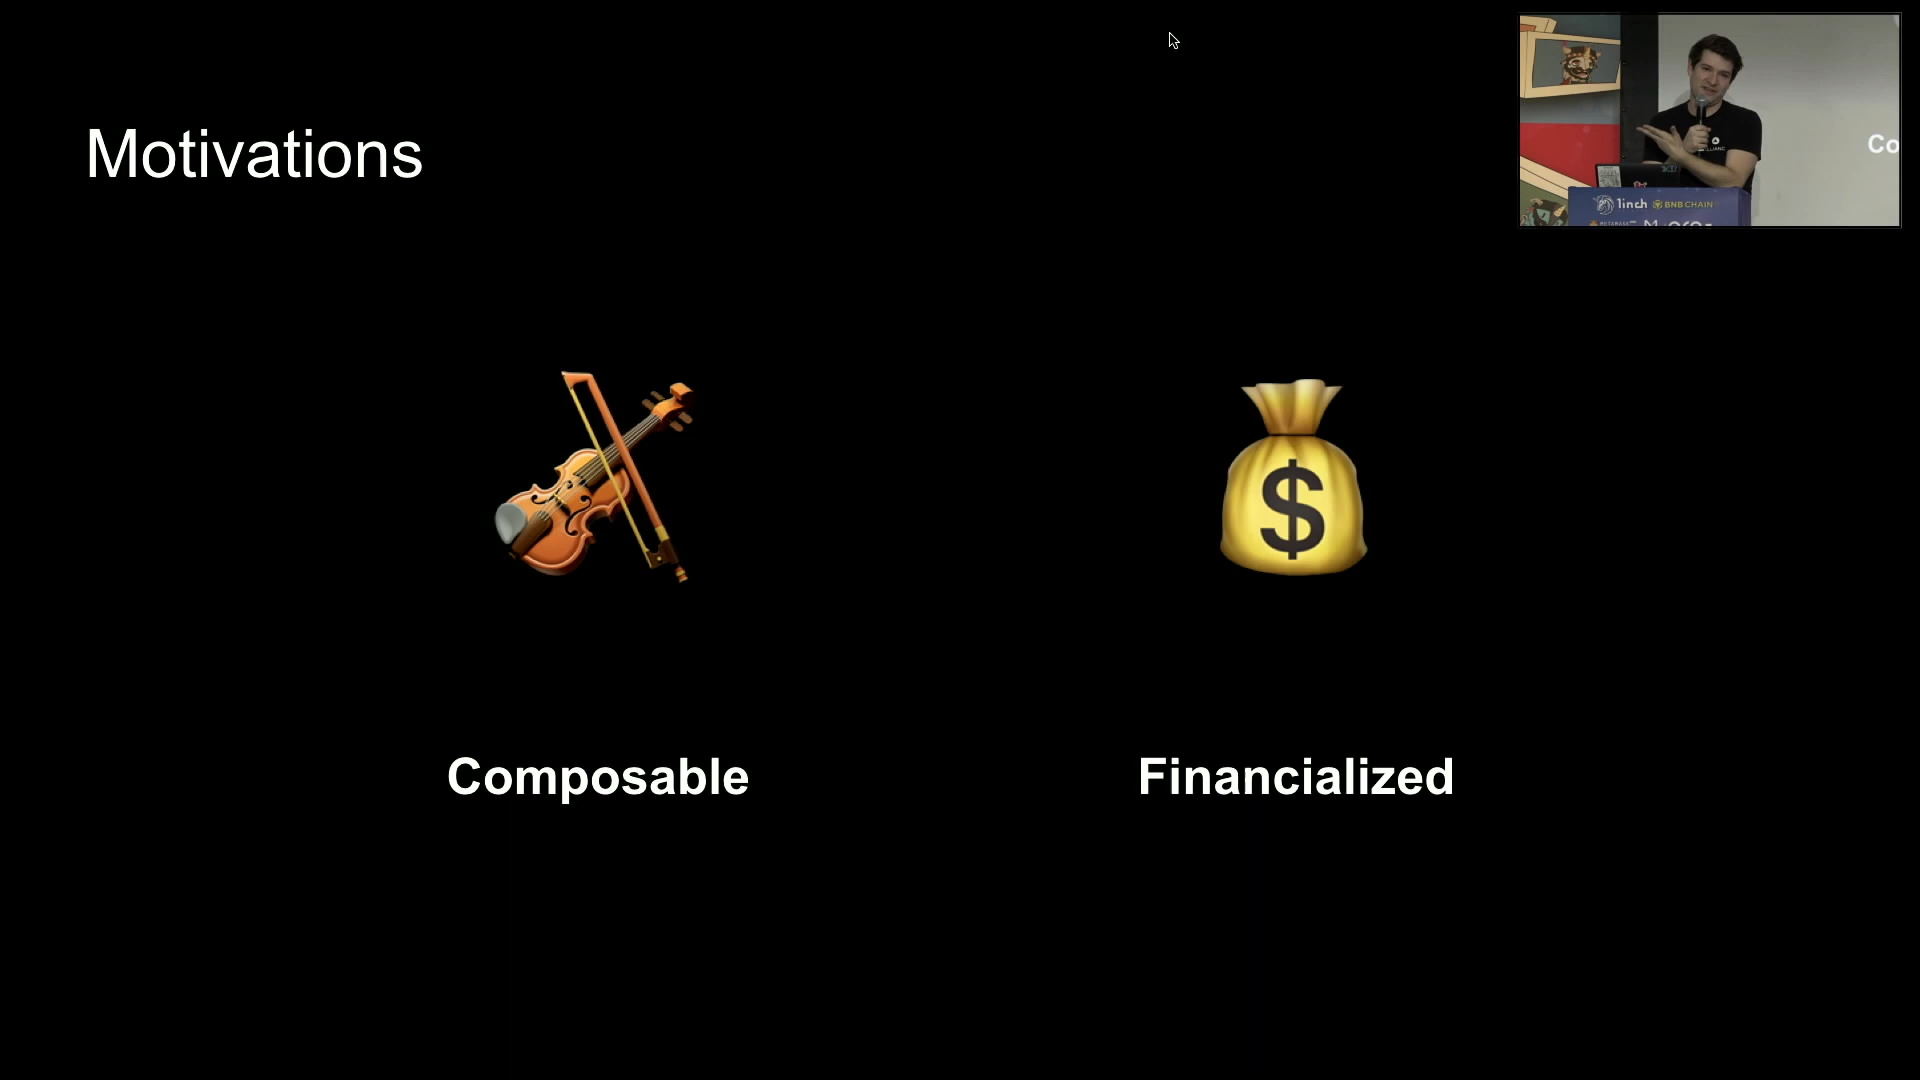 Motivations
Co
1inch BNB CHAIN
$
Composable
Financialized